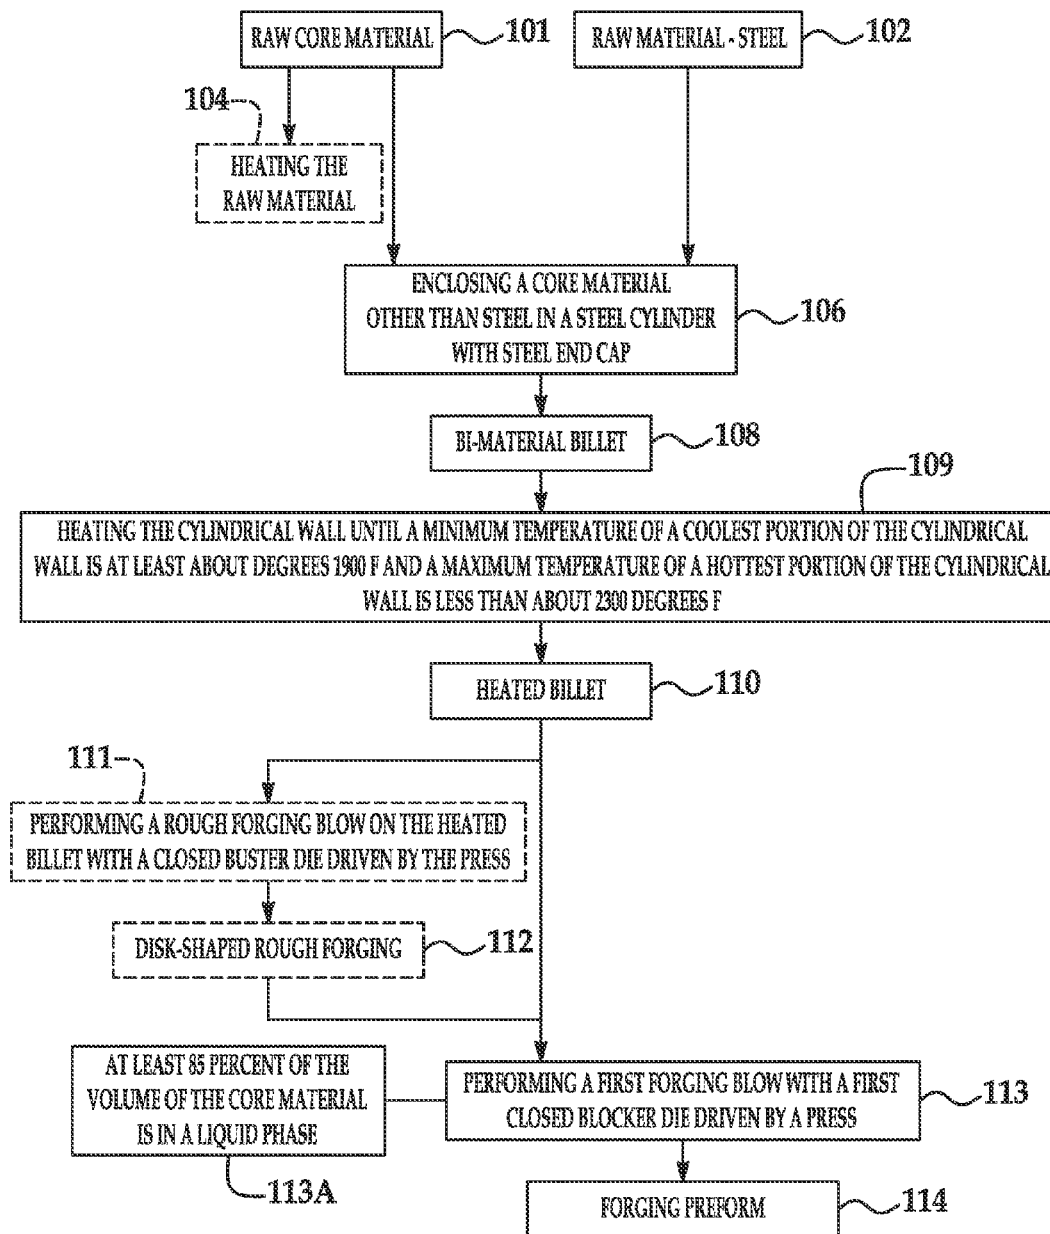 RAW CORE MATERIAL
101
RAW MATERIAL - STEEL
102
104
HEATING THE
RAW MATERIAL
ENCLOSING A CORE MATERIAL
OTHER THAN STEEL IN A STEEL CYLINDER
WITH STEEL END CAP
106
BI-MATERIAL BILLET
108
109
HEATING THE CYLINDRICAL WALL UNTIL A MINIMUM TEMPERATURE OF A COOLEST PORTION OF THE CYLINDRICAL
WALL IS AT LEAST ABOUT DEGREES 1900 F AND A MAXIMUM TEMPERATURE OF A HOTTEST PORTION OF THE CYLINDRICAL
WALL IS LESS THAN ABOUT 2300 DEGREES F
HEATED BILLET
110
111
PERFORMING A ROUGH FORGING BLOW ON THE HEATED
BILLET WITH A CLOSED BUSTER DIE DRIVEN BY THE PRESS
DISK-SHAPED ROUGH FORGING
112
AT LEAST 85 PERCENT OF THE
VOLUME OF THE CORE MATERIAL
IS IN A LIQUID PHASE
113A
PERFORMING A FIRST FORGING BLOW WITH A FIRST
CLOSED BLOCKER DIE DRIVEN BY A PRESS
113
FORGING PREFORM
114